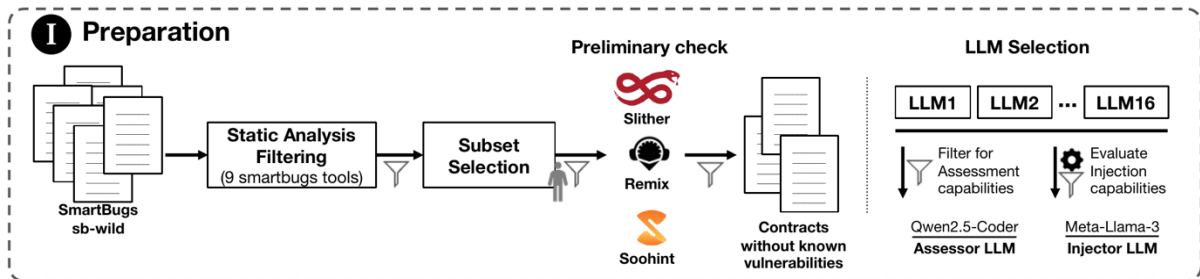 I Preparation
SmartBugs
sb-wild
Static Analysis
Filtering
(9 smartbugs tools)
Subset
Selection
Preliminary check
Slither
Remix
Soohint
Contracts
without known
vulnerabilities
LLM Selection
LLM1 LLM2 ... LLM16
Filter for
Assessment
capabilities
Evaluate
Injection
capabilities
Qwen2.5-Coder
Assessor LLM
Meta-Llama-3
Injector LLM